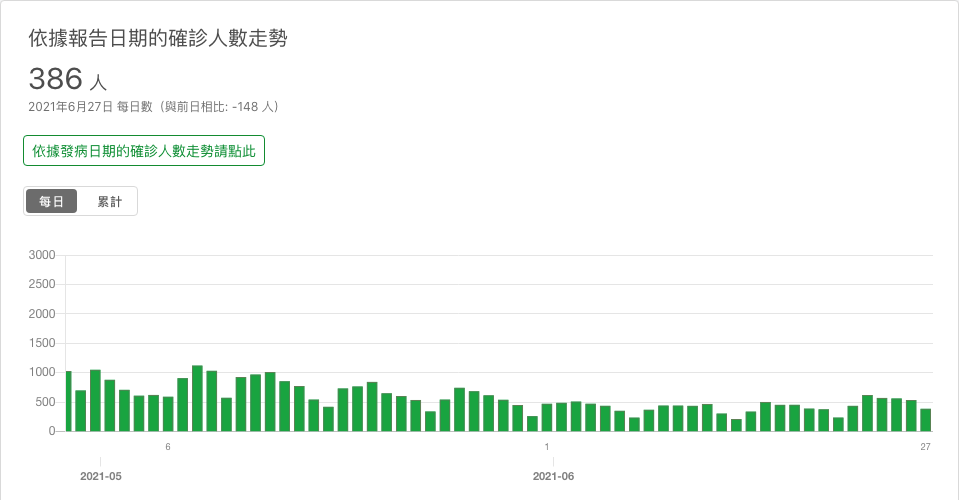 依據報告日期的確診人數走勢
386 人
2021年6月27日 每日數（與前日相比: -148 人）
依據發病日期的確診人數走勢請點此
每日 累計
3000
2500
2000
1500
1000
500
0
6 1 27
2021-05 2021-06